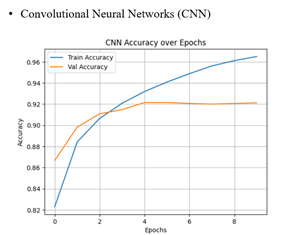 • Convolutional Neural Networks (CNN)
CNN Accuracy over Epochs
Train Accuracy
Val Accuracy
Accuracy
0.96
0.94
0.92
0.90
0.88
0.86
0.84
0.82
0
2
4
6
8
Epochs